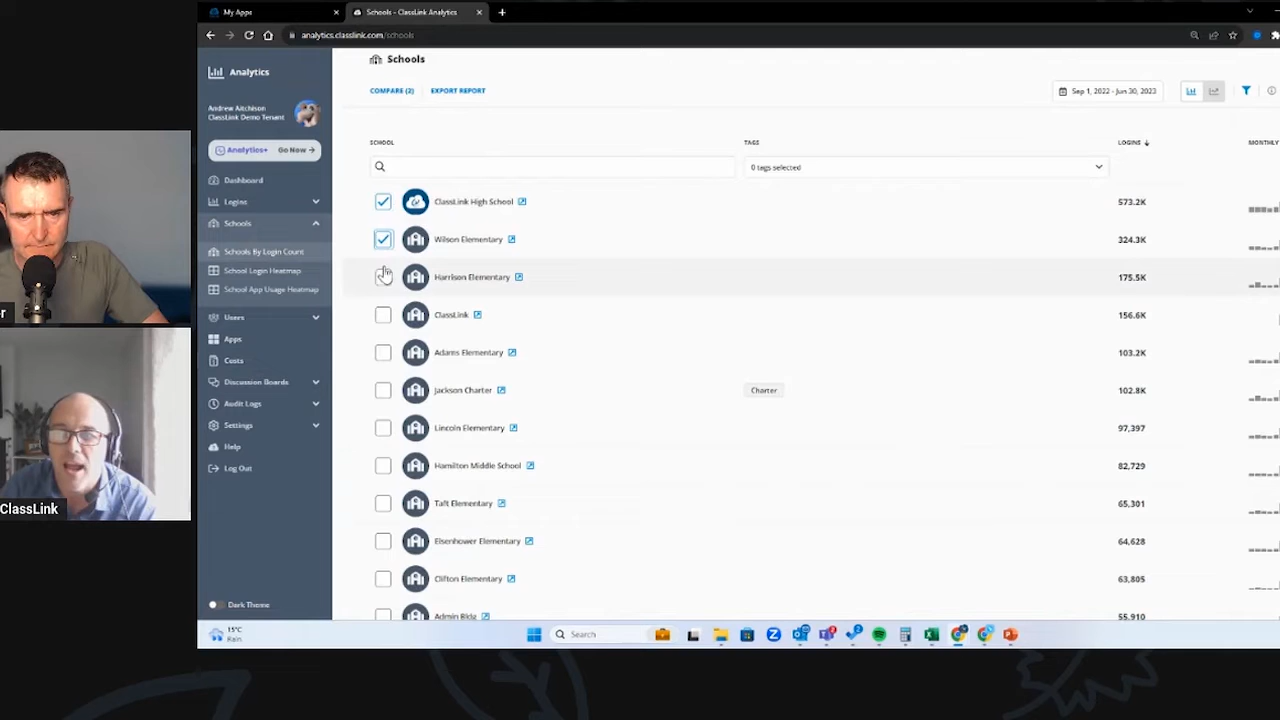 My Apps
Schools - ClassLink Analytics
analytics.classlink.com/schools
Analytics
Andrew Aitchison
ClassLink Demo Tenant
Analytics+ Go Now
Dashboard
Logins
Schools
Schools By Login Count
School Login Heatmap
School App Usage Heatmap
Users
Apps
Costs
Discussion Boards
Audit Logs
Settings
Help
Log Out
Dark Theme
Schools
COMPARE (2) EXPORT REPORT
Sep 1, 2022 - Jun 30, 2023
SCHOOL TAGS LOGINS MONTHLY
0 tags selected
ClassLink High School 573.2K
Wilson Elementary 324.3K
Harrison Elementary 175.5K
ClassLink 156.6K
Adams Elementary 103.2K
Jackson Charter Charter 102.8K
Lincoln Elementary 97,397
Hamilton Middle School 82,729
Taft Elementary 65,301
Eisenhower Elementary 64,628
Clifton Elementary 63,805
Admin Bldg 55,910
r
ClassLink
15°C
Rain
Search